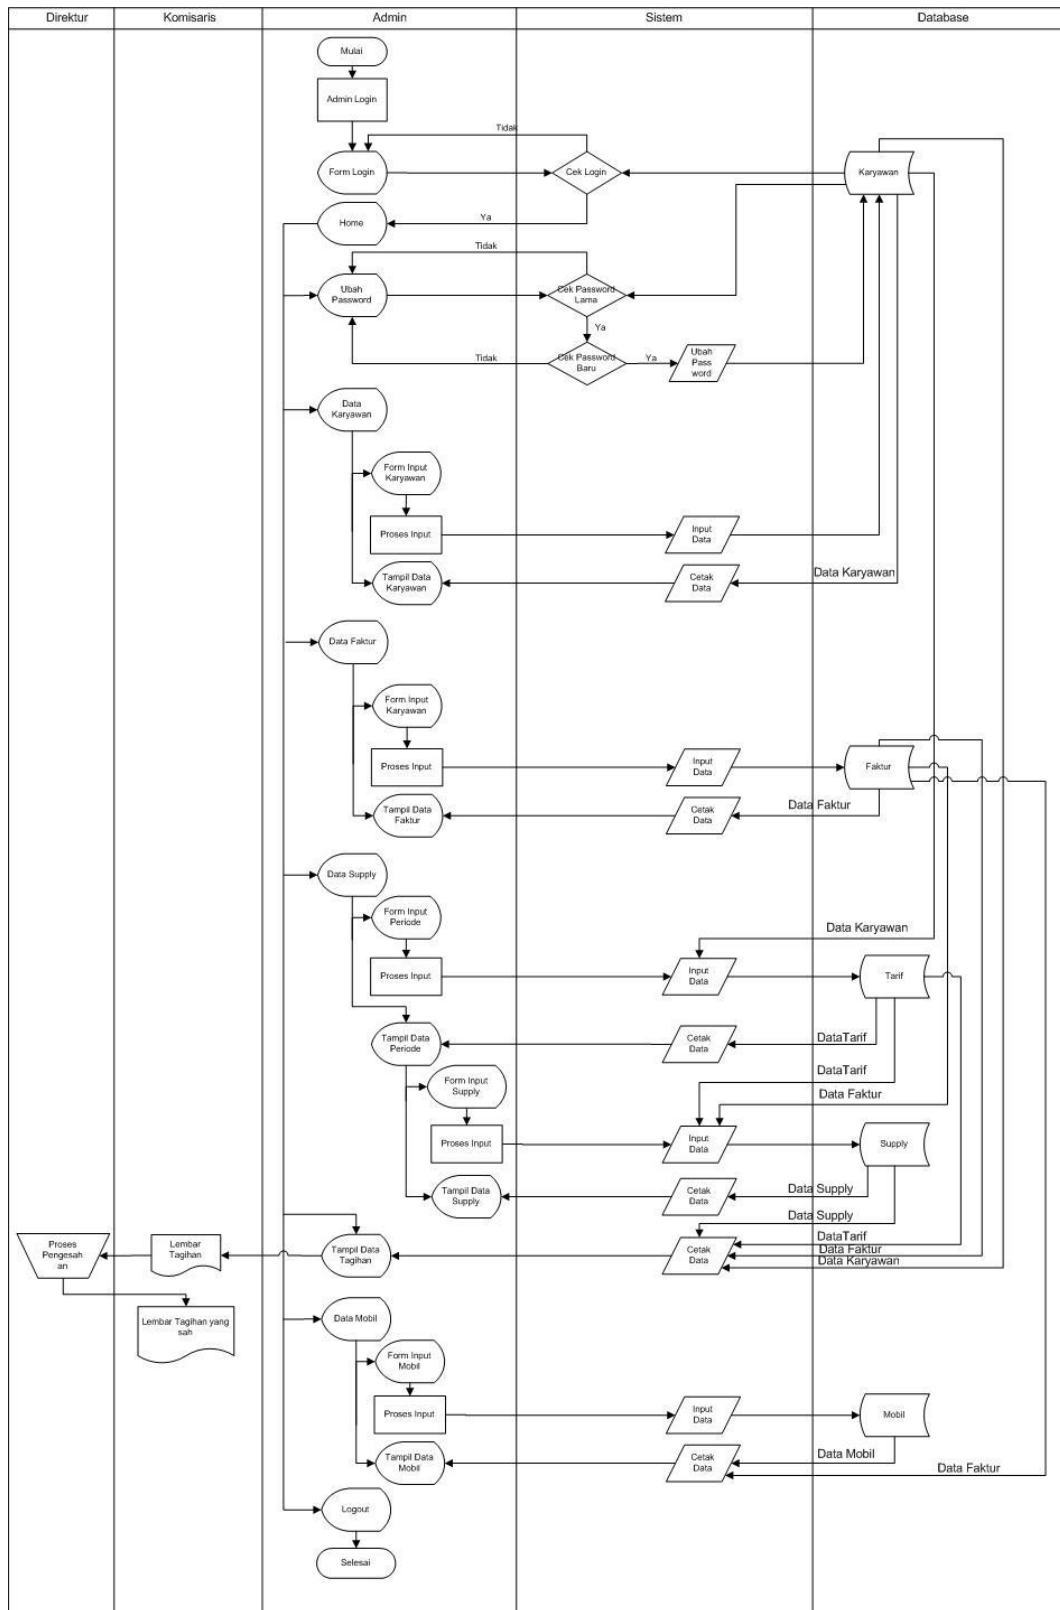 Direktur
Komisaris
Admin
Sistem
Database
Mulai
Admin Login
Tidak
Form Login
Cek Login
Karyawan
Home
Ya
Tidak
Ubah
Password
Cek Password
Lama
Ya
Tidak
Cek Password
Baru
Ya
Ubah
Pass
word
Data
Karyawan
Form Input
Karyawan
Proses Input
Input
Data
Tampil Data
Karyawan
Cetak
Data
Data Karyawan
Data Faktur
Form Input
Karyawan
Proses Input
Input
Data
Faktur
Tampil Data
Faktur
Cetak
Data
Data Faktur
Data Supply
Form Input
Periode
Data Karyawan
Proses Input
Input
Data
Tarif
Tampil Data
Periode
Cetak
Data
DataTarif
DataTarif
Form Input
Supply
Data Faktur
Proses Input
Input
Data
Supply
Tampil Data
Supply
Cetak
Data
Data Supply
Data Supply
Proses
Pengesah
an
Lembar
Tagihan
Tampil Data
Tagihan
Cetak
Data
DataTarif
Data Faktur
Data Karyawan
Lembar Tagihan yang
sah
Data Mobil
Form Input
Mobil
Proses Input
Input
Data
Mobil
Tampil Data
Mobil
Cetak
Data
Data Mobil
Data Faktur
Logout
Selesai